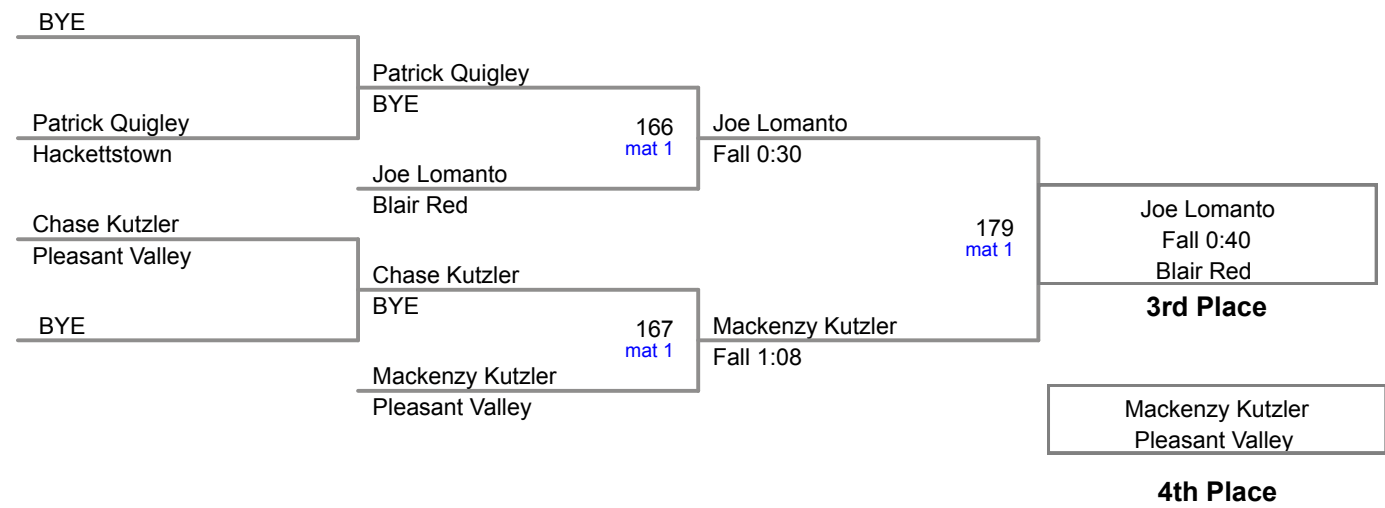 BYE
Patrick Quigley
Hackettstown
Chase Kutzler
Pleasant Valley
BYE
Patrick Quigley
BYE
166
mat 1
Joe Lomanto
Blair Red
Chase Kutzler
BYE
167
mat 1
Mackenzy Kutzler
Pleasant Valley
Joe Lomanto
Fall 0:30
179
mat 1
Mackenzy Kutzler
Fall 1:08
Joe Lomanto
Fall 0:40
Blair Red
3rd Place
Mackenzy Kutzler
Pleasant Valley
4th Place